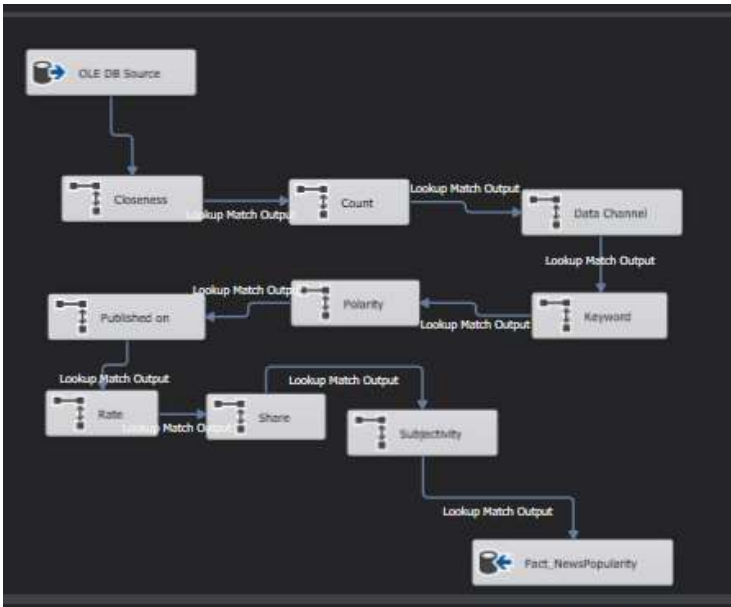 OLE DB Source
Closeness
Lookup Match Output
Count
Lookup Match Output
Data Channel
Lookup Match Output
Keyword
Lookup Match Output
Polarity
Lookup Match Output
Published on
Lookup Match Output
Rate
Lookup Match Output
Share
Lookup Match Output
Subjectivity
Lookup Match Output
Fact_NewsPopularity